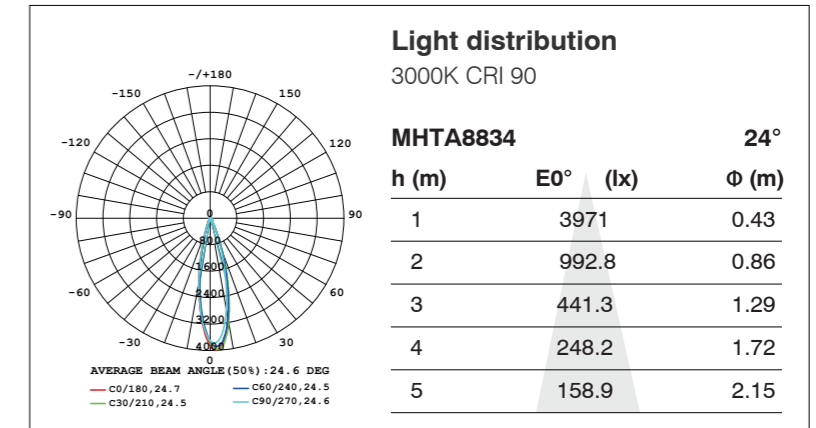 Light distribution
3000K CRI 90
MHTA8834 24°
h (m) E0° (lx) Φ (m)
1 3971 0.43
2 992.8 0.86
3 441.3 1.29
4 248.2 1.72
5 158.9 2.15
-/+180
-150 150
-120 120
-90 0 90
800
1600
-60 2400 60
3200
-30 4000 30
0
AVERAGE BEAM ANGLE(50%):24.6 DEG
C0/180,24.7 C60/240,24.5
C30/210,24.5 C90/270,24.6